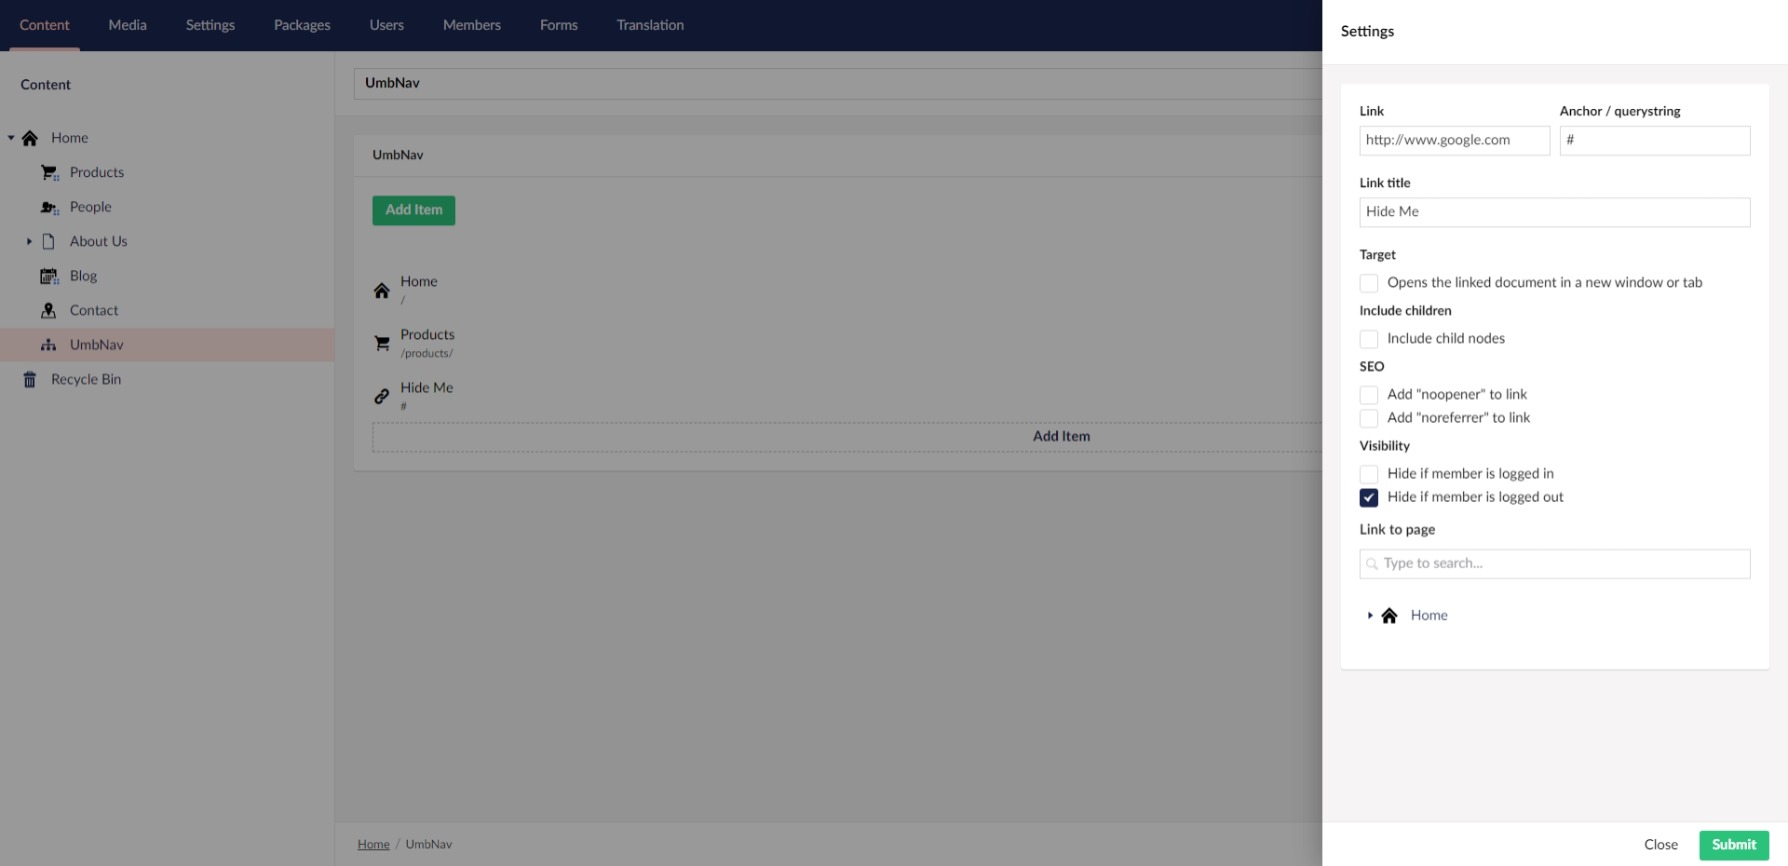 Content Media Settings Packages Users Members Forms Translation
Content
Home
Products
People
About Us
Blog
Contact
UmbNav
Recycle Bin
UmbNav
UmbNav
Add Item
Home
/
Products
/products/
Hide Me
#
Add Item
Home / UmbNav
Settings
Link Anchor / querystring
http://www.google.com #
Link title
Hide Me
Target
Opens the linked document in a new window or tab
Include children
Include child nodes
SEO
Add "noopener" to link
Add "noreferrer" to link
Visibility
Hide if member is logged in
Hide if member is logged out
Link to page
Type to search...
Home
Close Submit